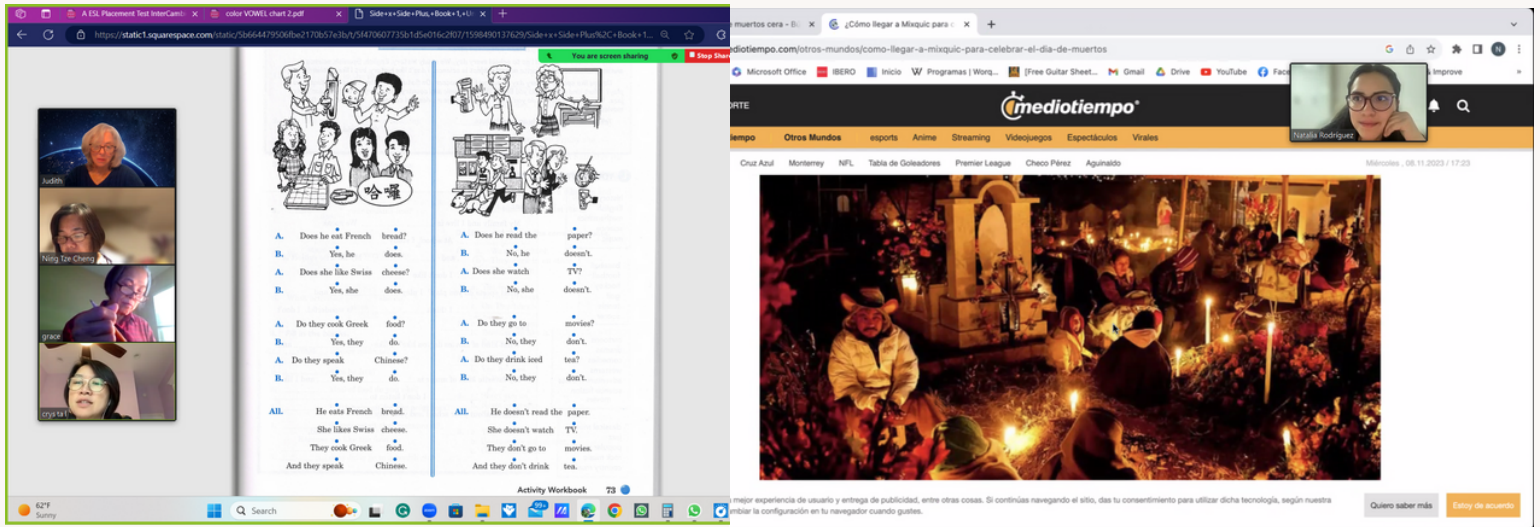 A ESL Placement Test InterCamb
color VOWEL chart 2.pdf
Side+x+Side+Plus,+Book+1,+Un
https://static1.squarespace.com/static/5b664479506fbe2170b57e3b/t/5f470607735b1d5e016c2f07/1598490137629/Side+x+Side+Plus%2C+Book+1...
You are screen sharing
Stop Shar
Judith
Ning Tze Cheng
grace
crysta l
哈囉
A. Does he eat French bread?
B. Yes, he does.
A. Does she like Swiss cheese?
B. Yes, she does.
A. Do they cook Greek food?
B. Yes, they do.
A. Do they speak Chinese?
B. Yes, they do.
All. He eats French bread.
She likes Swiss cheese.
They cook Greek food.
And they speak Chinese.
A. Does he read the paper?
B. No, he doesn't.
A. Does she watch TV?
B. No, she doesn't.
A. Do they go to movies?
B. No, they don't.
A. Do they drink iced tea?
B. No, they don't.
All. He doesn't read the paper.
She doesn't watch TV.
They don't go to movies.
And they don't drink tea.
Activity Workbook 73
62°F
Sunny
Search
99+
muertos cera - B
¿Cómo llegar a Mixquic para c
ediotiempo.com/otros-mundos/como-llegar-a-mixquic-para-celebrar-el-dia-de-muertos
Microsoft Office IBERO Inicio Programas | Worq... [Free Guitar Sheet... Gmail Drive YouTube Face Improve
ORTE
mediotiempo
Natalia Rodríguez
iempo Otros Mundos esports Anime Streaming Videojuegos Espectáculos Virales
Cruz Azul Monterrey NFL Tabla de Goleadores Premier League Checo Pérez Aguinaldo
Miércoles, 08.11.2023 / 17:23
mejor experiencia de usuario y entrega de publicidad, entre otras cosas. Si continúas navegando el sitio, das tu consentimiento para utilizar dicha tecnología, según nuestra
mbiar la configuración en tu navegador cuando gustes.
Quiero saber más
Estoy de acuerdo